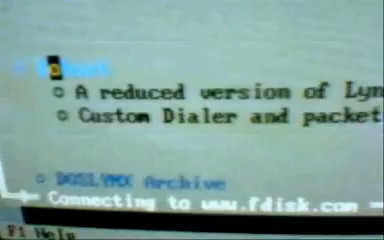 o A reduced version of Lyn
o Custom Dialer and packet
o DOSLYNX Archive
Connecting to www.fdisk.com
F1 Help